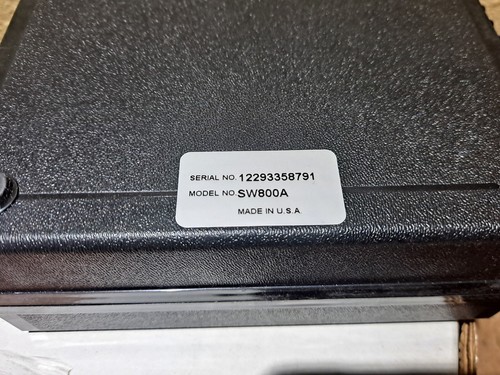 SERIAL NO. 12293358791
MODEL NO. SW800A
MADE IN U.S.A.